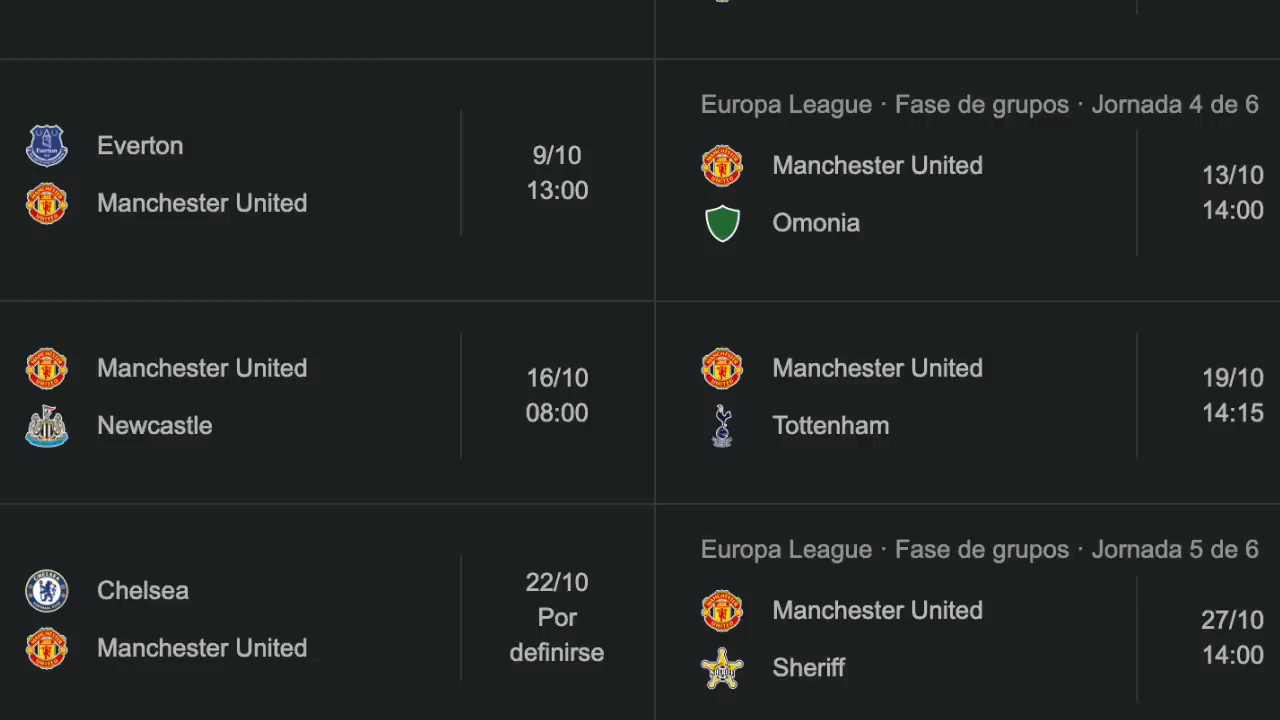 Everton
Manchester United
9/10
13:00
Europa League · Fase de grupos · Jornada 4 de 6
Manchester United
Omonia
13/10
14:00
Manchester United
Newcastle
16/10
08:00
Manchester United
Tottenham
19/10
14:15
Chelsea
Manchester United
22/10
Por
definirse
Europa League · Fase de grupos · Jornada 5 de 6
Manchester United
Sheriff
27/10
14:00